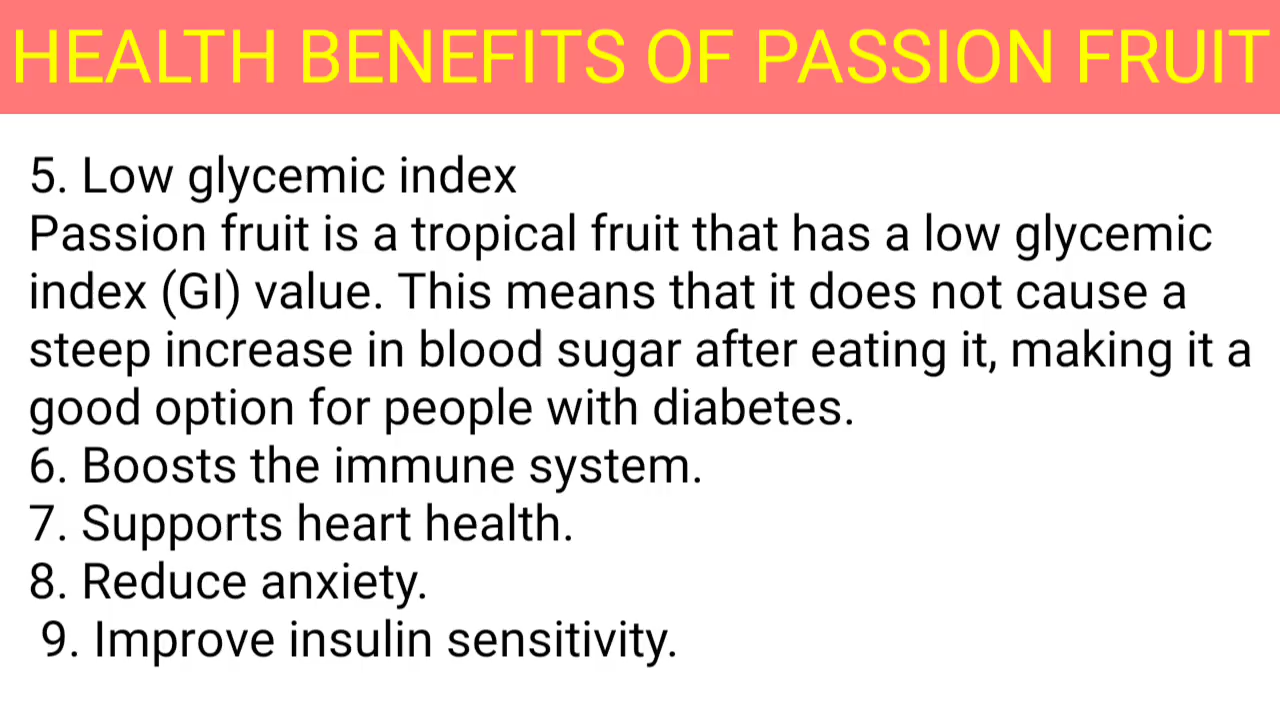 HEALTH BENEFITS OF PASSION FRUIT
5. Low glycemic index
Passion fruit is a tropical fruit that has a low glycemic
index (GI) value. This means that it does not cause a
steep increase in blood sugar after eating it, making it a
good option for people with diabetes.
6. Boosts the immune system.
7. Supports heart health.
8. Reduce anxiety.
9. Improve insulin sensitivity.